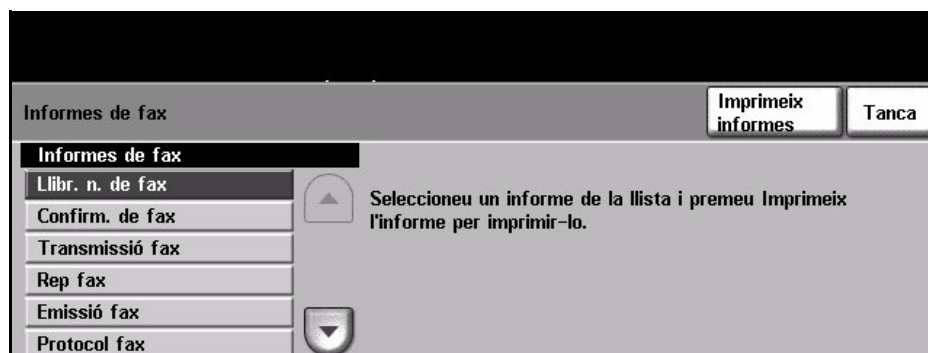 Informes de fax
Imprimeix
informes
Tanca
Informes de fax
Llibr. n. de fax
Confirm. de fax
Transmissió fax
Rep fax
Emissió fax
Protocol fax
Seleccioneu un informe de la llista i premeu Imprimeix
l'informe per imprimir-lo.